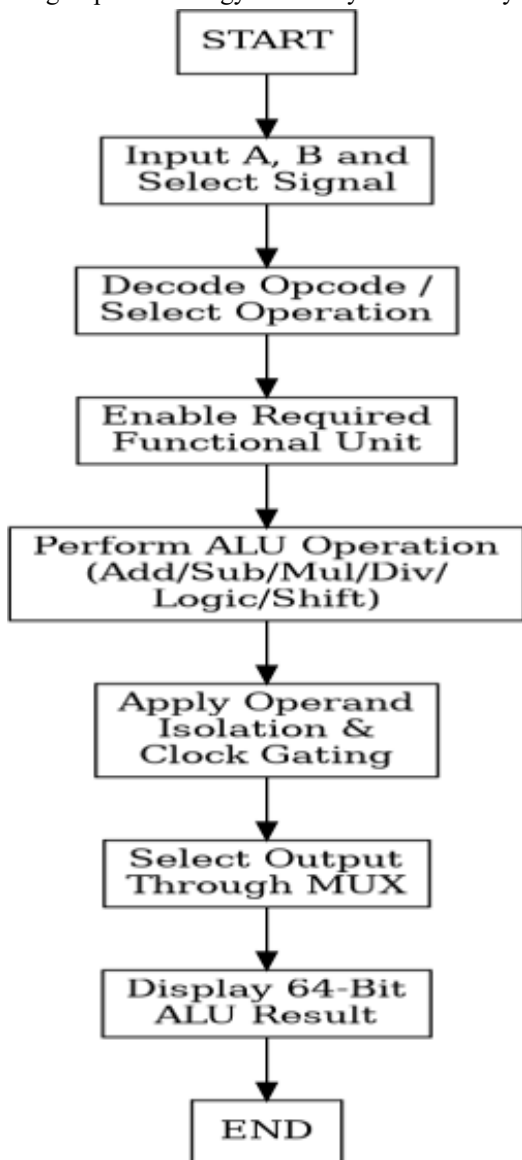 START
Input A, B and
Select Signal
Decode Opcode /
Select Operation
Enable Required
Functional Unit
Perform ALU Operation
(Add/Sub/Mul/Div/
Logic/Shift)
Apply Operand
Isolation &
Clock Gating
Select Output
Through MUX
Display 64-Bit
ALU Result
END